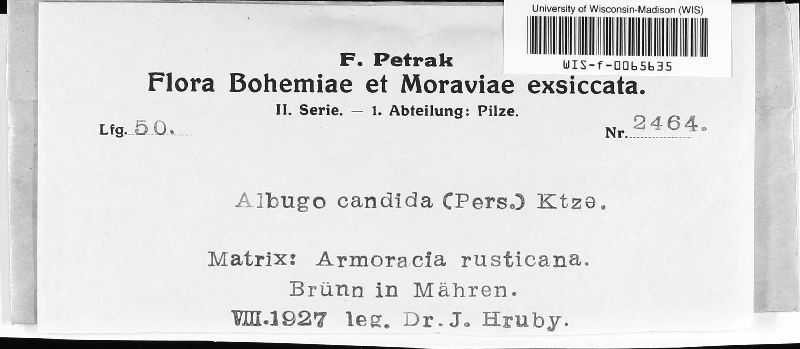 University of Wisconsin-Madison (WIS)
WIS-f-0065635
F. Petrak
Flora Bohemiae et Moraviae exsiccata.
II. Serie. — 1. Abteilung: Pilze.
Lfg. 50.
Nr. 2464.
Albugo candida (Pers.) Ktze.
Matrix: Armoracia rusticana.
Brünn in Mähren.
VIII.1927 leg. Dr. J. Hruby.